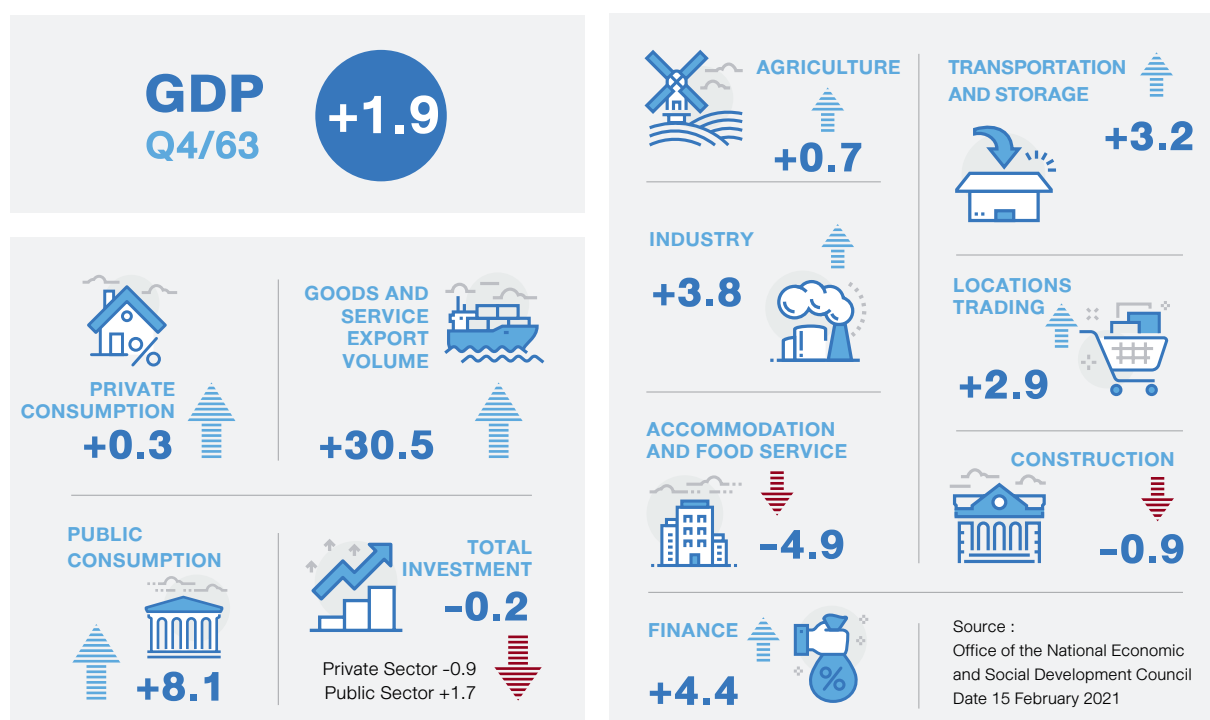 GDP
Q4/63
+1.9
PRIVATE
CONSUMPTION
+0.3
%
GOODS AND
SERVICE
EXPORT
VOLUME
+30.5
PUBLIC
CONSUMPTION
+8.1
TOTAL
INVESTMENT
-0.2
Private Sector -0.9
Public Sector +1.7
AGRICULTURE
+0.7
INDUSTRY
+3.8
ACCOMMODATION
AND FOOD SERVICE
-4.9
FINANCE
+4.4
%
TRANSPORTATION
AND STORAGE
+3.2
LOCATIONS
TRADING
+2.9
CONSTRUCTION
-0.9
Source :
Office of the National Economic
and Social Development Council
Date 15 February 2021